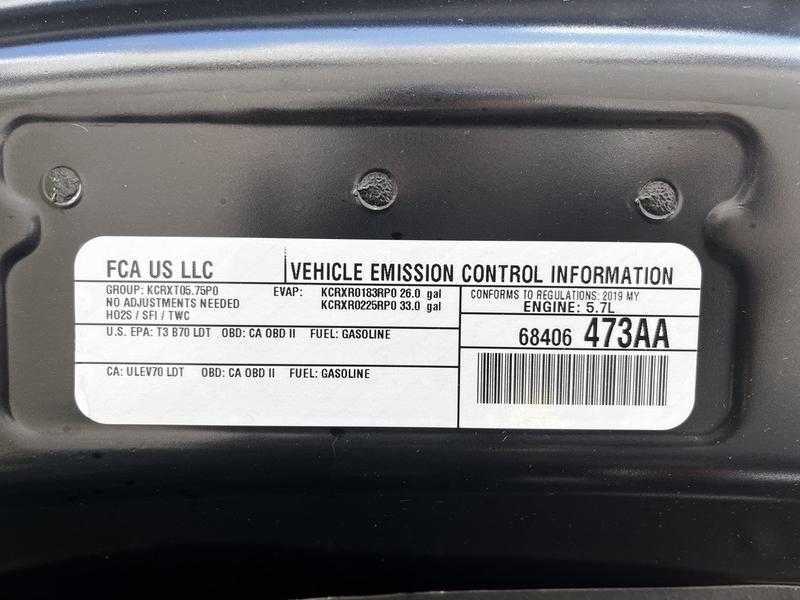 FCA US LLC
VEHICLE EMISSION CONTROL INFORMATION
GROUP: KCRXT05.75P0
NO ADJUSTMENTS NEEDED
HO2S / SFI / TWC
EVAP: KCRXR0183RP0 26.0 gal
KCRXR0225RP0 33.0 gal
CONFORMS TO REGULATIONS: 2019 MY
ENGINE: 5.7L
U.S. EPA: T3 B70 LDT OBD: CA OBD II FUEL: GASOLINE
68406 473AA
CA: ULEV70 LDT OBD: CA OBD II FUEL: GASOLINE